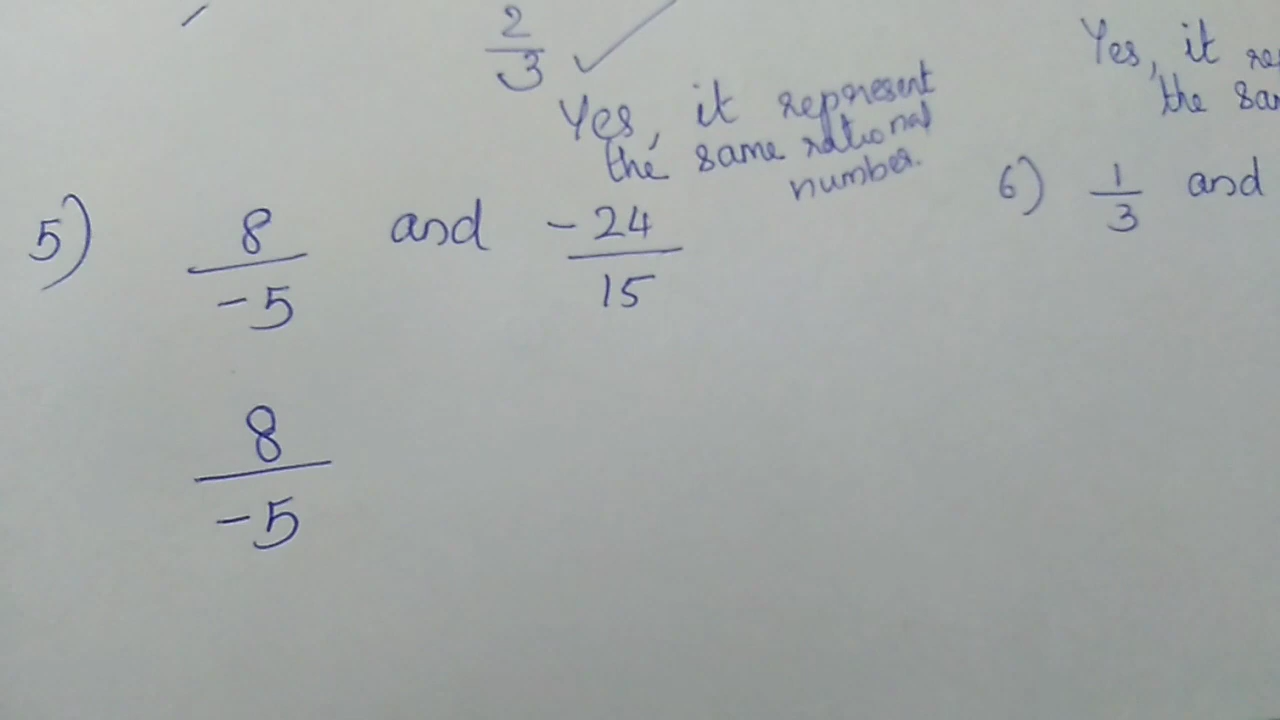 2/3 ✓
Yes, it represent
the same rational
number.
Yes, it
the
5) 8/-5 and -24/15
6) 1/3 and
8/-5